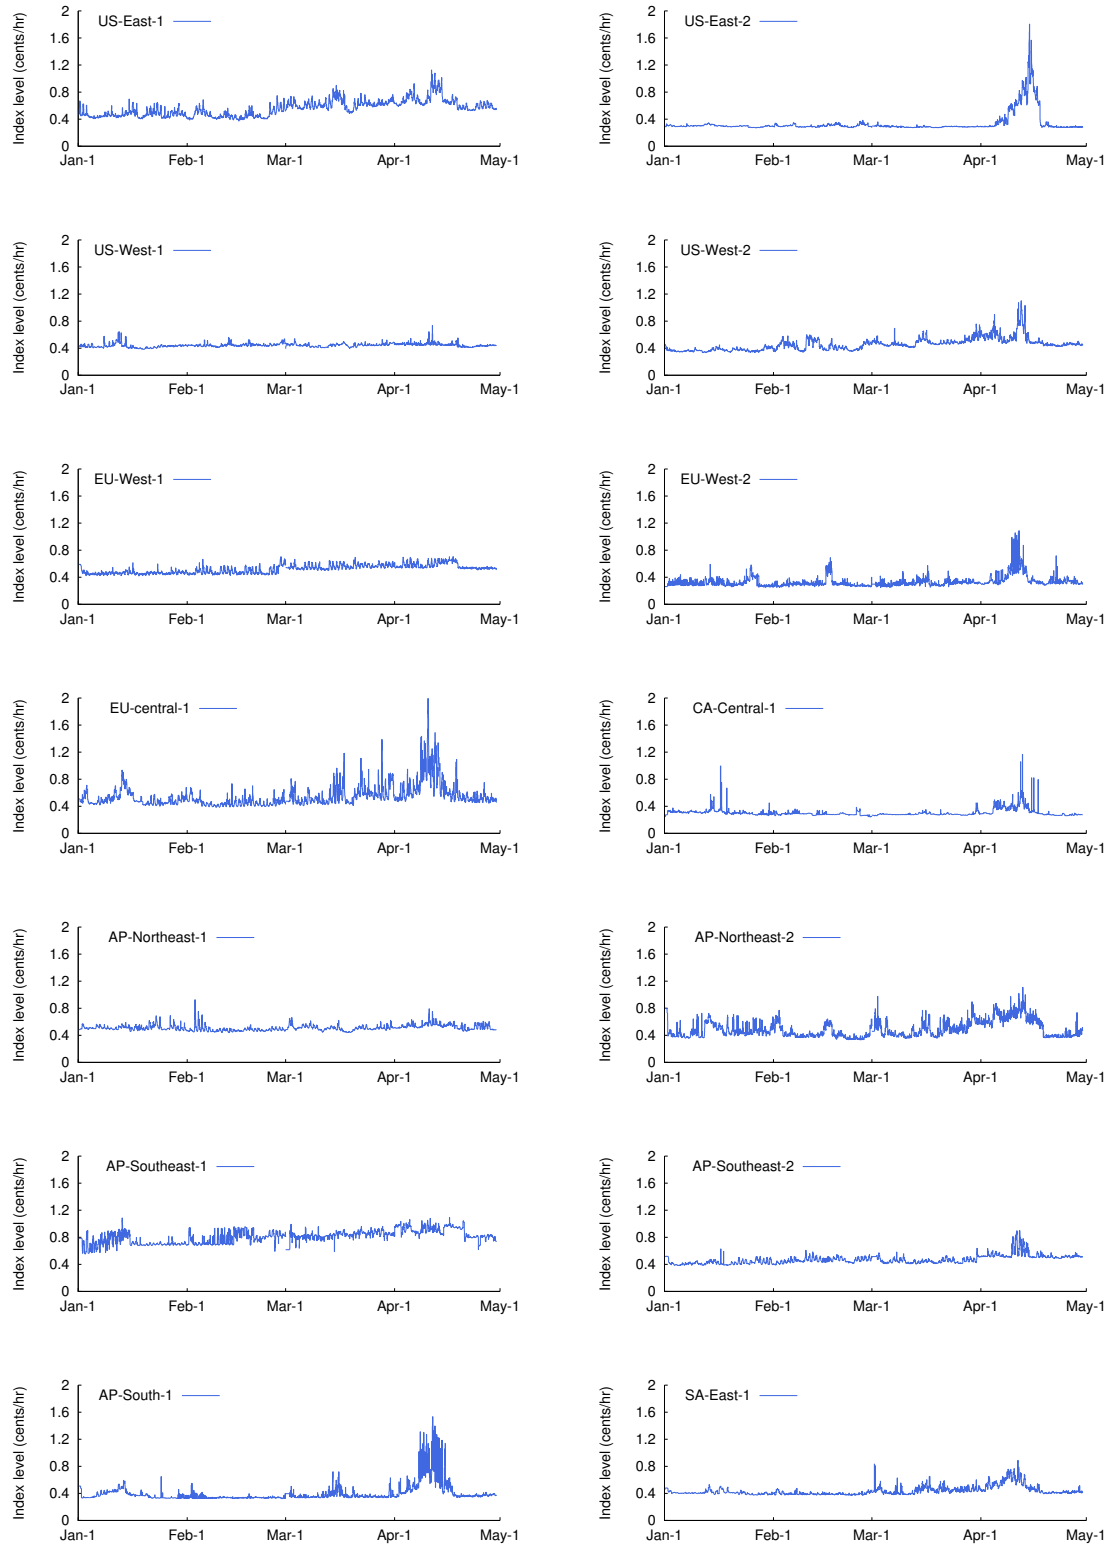 US-East-1
Index level (cents/hr)
2
1.6
1.2
0.8
0.4
0
Jan-1 Feb-1 Mar-1 Apr-1 May-1
US-East-2
Index level (cents/hr)
2
1.6
1.2
0.8
0.4
0
Jan-1 Feb-1 Mar-1 Apr-1 May-1
US-West-1
Index level (cents/hr)
2
1.6
1.2
0.8
0.4
0
Jan-1 Feb-1 Mar-1 Apr-1 May-1
US-West-2
Index level (cents/hr)
2
1.6
1.2
0.8
0.4
0
Jan-1 Feb-1 Mar-1 Apr-1 May-1
EU-West-1
Index level (cents/hr)
2
1.6
1.2
0.8
0.4
0
Jan-1 Feb-1 Mar-1 Apr-1 May-1
EU-West-2
Index level (cents/hr)
2
1.6
1.2
0.8
0.4
0
Jan-1 Feb-1 Mar-1 Apr-1 May-1
EU-central-1
Index level (cents/hr)
2
1.6
1.2
0.8
0.4
0
Jan-1 Feb-1 Mar-1 Apr-1 May-1
CA-Central-1
Index level (cents/hr)
2
1.6
1.2
0.8
0.4
0
Jan-1 Feb-1 Mar-1 Apr-1 May-1
AP-Northeast-1
Index level (cents/hr)
2
1.6
1.2
0.8
0.4
0
Jan-1 Feb-1 Mar-1 Apr-1 May-1
AP-Northeast-2
Index level (cents/hr)
2
1.6
1.2
0.8
0.4
0
Jan-1 Feb-1 Mar-1 Apr-1 May-1
AP-Southeast-1
Index level (cents/hr)
2
1.6
1.2
0.8
0.4
0
Jan-1 Feb-1 Mar-1 Apr-1 May-1
AP-Southeast-2
Index level (cents/hr)
2
1.6
1.2
0.8
0.4
0
Jan-1 Feb-1 Mar-1 Apr-1 May-1
AP-South-1
Index level (cents/hr)
2
1.6
1.2
0.8
0.4
0
Jan-1 Feb-1 Mar-1 Apr-1 May-1
SA-East-1
Index level (cents/hr)
2
1.6
1.2
0.8
0.4
0
Jan-1 Feb-1 Mar-1 Apr-1 May-1